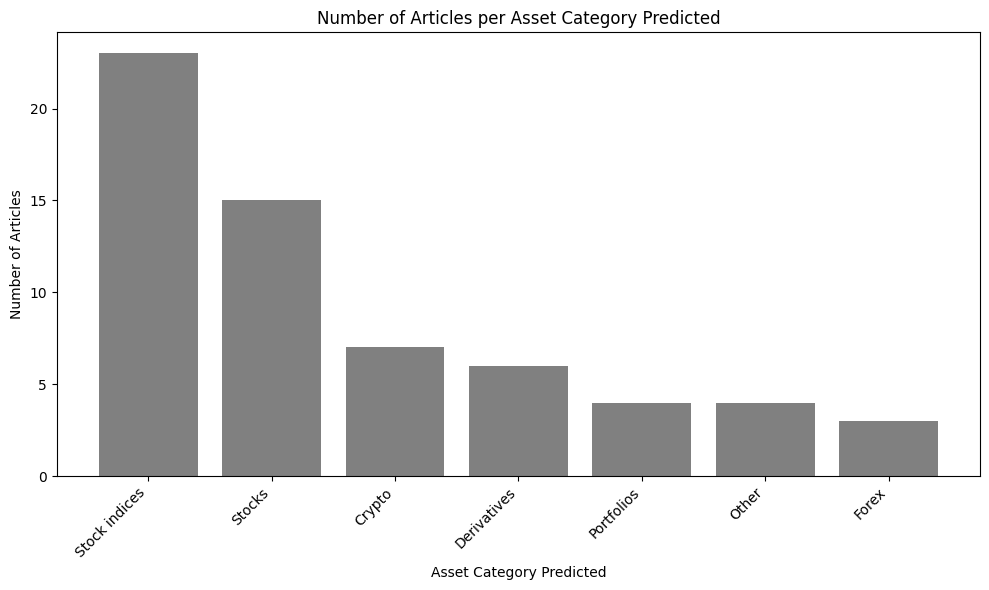 Number of Articles per Asset Category Predicted
Number of Articles
20
15
10
5
0
Stock indices
Stocks
Crypto
Derivatives
Portfolios
Other
Forex
Asset Category Predicted